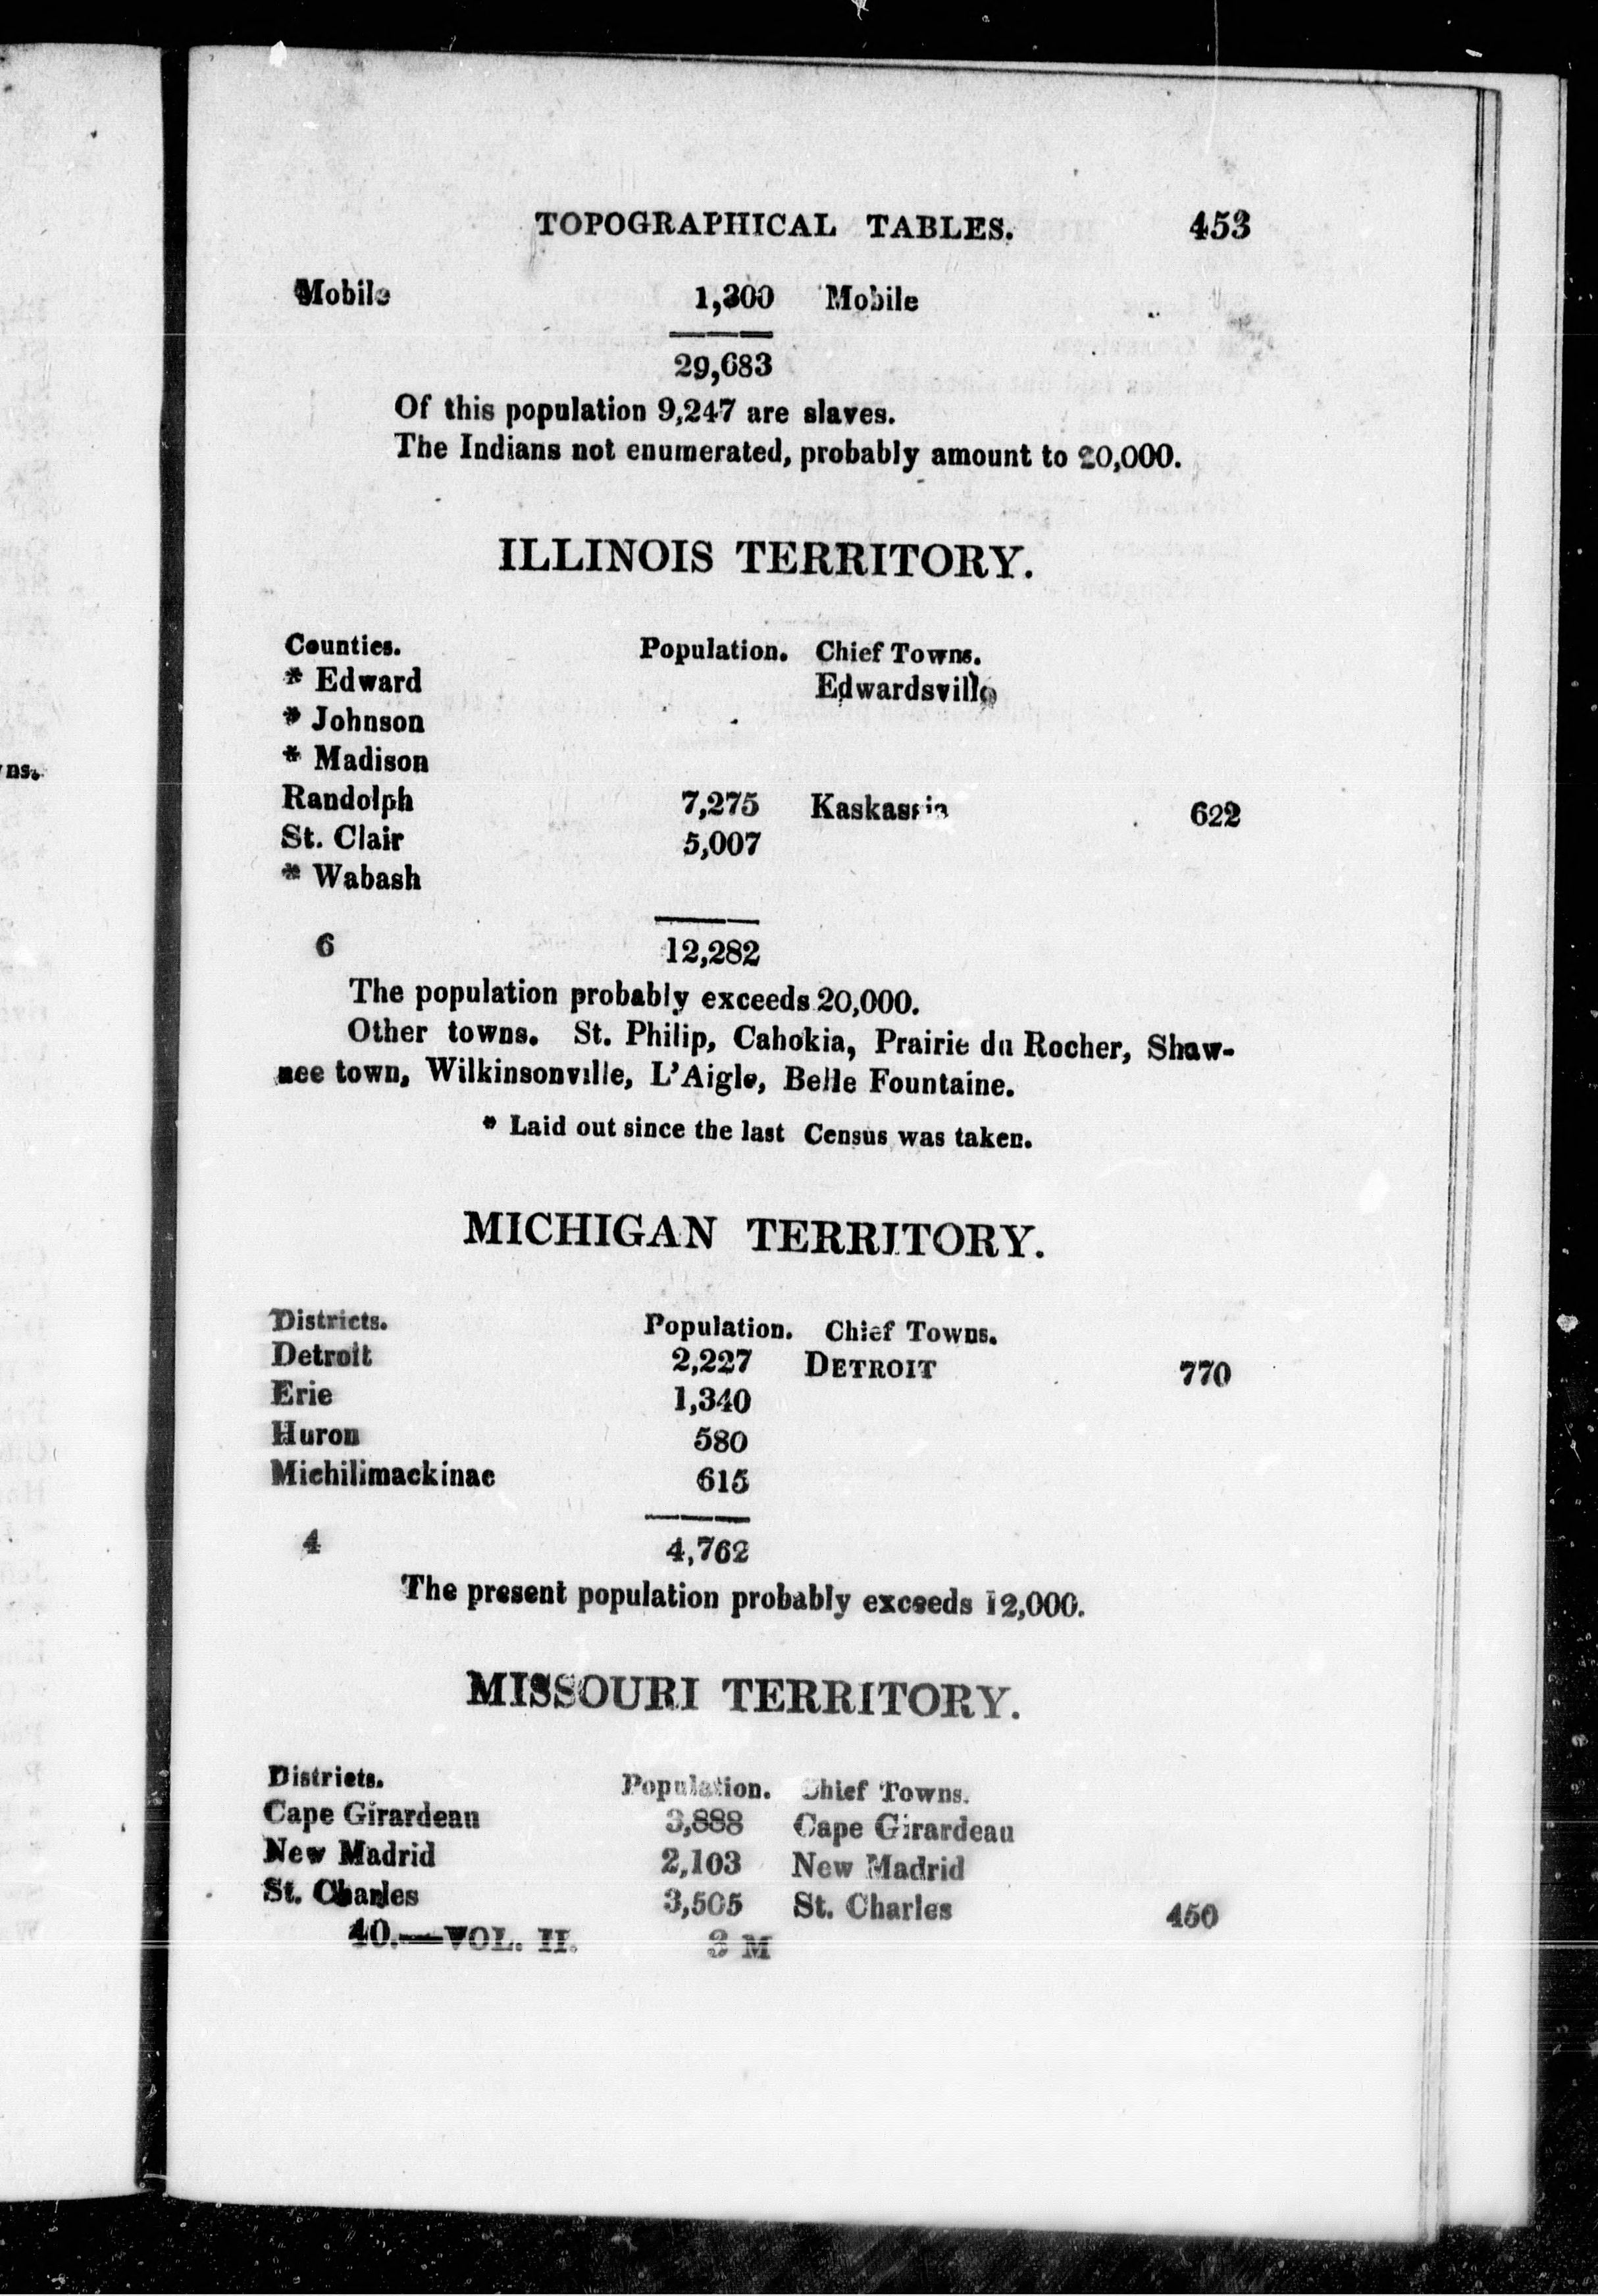 ns.
TOPOGRAPHICAL TABLES. 453
Mobile 1,300 Mobile
29,683
Of this population 9,247 are slaves.
The Indians not enumerated, probably amount to 20,000.
ILLINOIS TERRITORY.
Counties. Population. Chief Towns.
* Edward Edwardsville
* Johnson
* Madison
Randolph 7,275 Kaskassia 622
St. Clair 5,007
* Wabash
6 12,282
The population probably exceeds 20,000.
Other towns. St. Philip, Cahokia, Prairie du Rocher, Shaw-
nee town, Wilkinsonville, L'Aigle, Belle Fountaine.
* Laid out since the last Census was taken.
MICHIGAN TERRITORY.
Districts. Population. Chief Towns.
Detroit 2,227 DETROIT 770
Erie 1,340
Huron 580
Michilimackinac 615
4 4,762
The present population probably exceeds 12,000.
MISSOURI TERRITORY.
Districts. Population. Chief Towns.
Cape Girardeau 3,888 Cape Girardeau
New Madrid 2,103 New Madrid
St. Charles 3,505 St. Charles 450
40.—VOL. II. 3 M